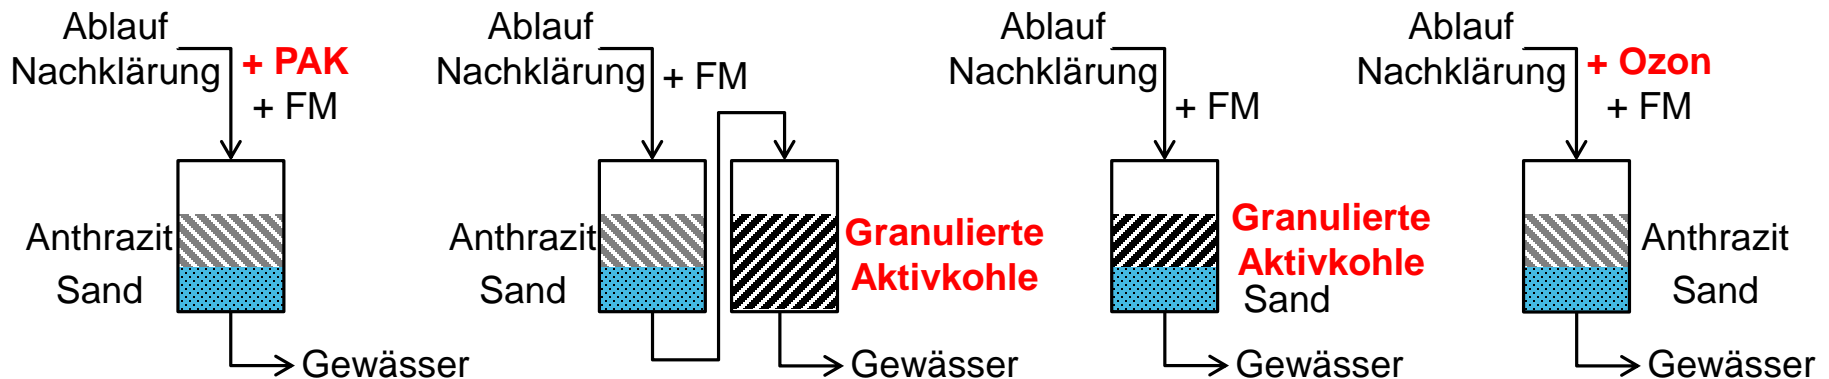 Ablauf
Nachklärung
+ PAK
+ FM
Anthrazit
Sand
Gewässer
Ablauf
Nachklärung
+ FM
Anthrazit
Sand
Granulierte
Aktivkohle
Gewässer
Ablauf
Nachklärung
+ FM
Granulierte
Aktivkohle
Sand
Gewässer
Ablauf
Nachklärung
+ Ozon
+ FM
Anthrazit
Sand
Gewässer